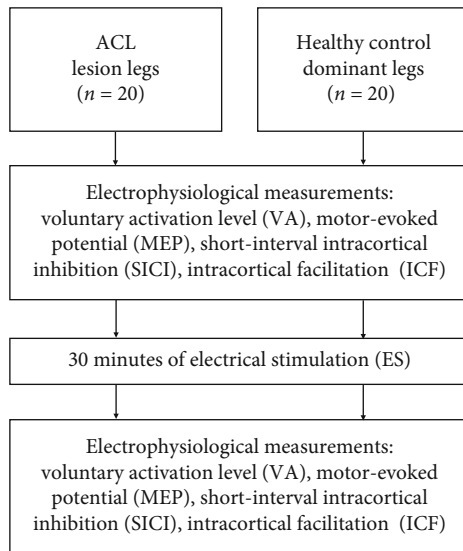 ACL
lesion legs
(n = 20)
Healthy control
dominant legs
(n = 20)
Electrophysiological measurements:
voluntary activation level (VA), motor-evoked
potential (MEP), short-interval intracortical
inhibition (SICI), intracortical facilitation (ICF)
30 minutes of electrical stimulation (ES)
Electrophysiological measurements:
voluntary activation level (VA), motor-evoked
potential (MEP), short-interval intracortical
inhibition (SICI), intracortical facilitation (ICF)